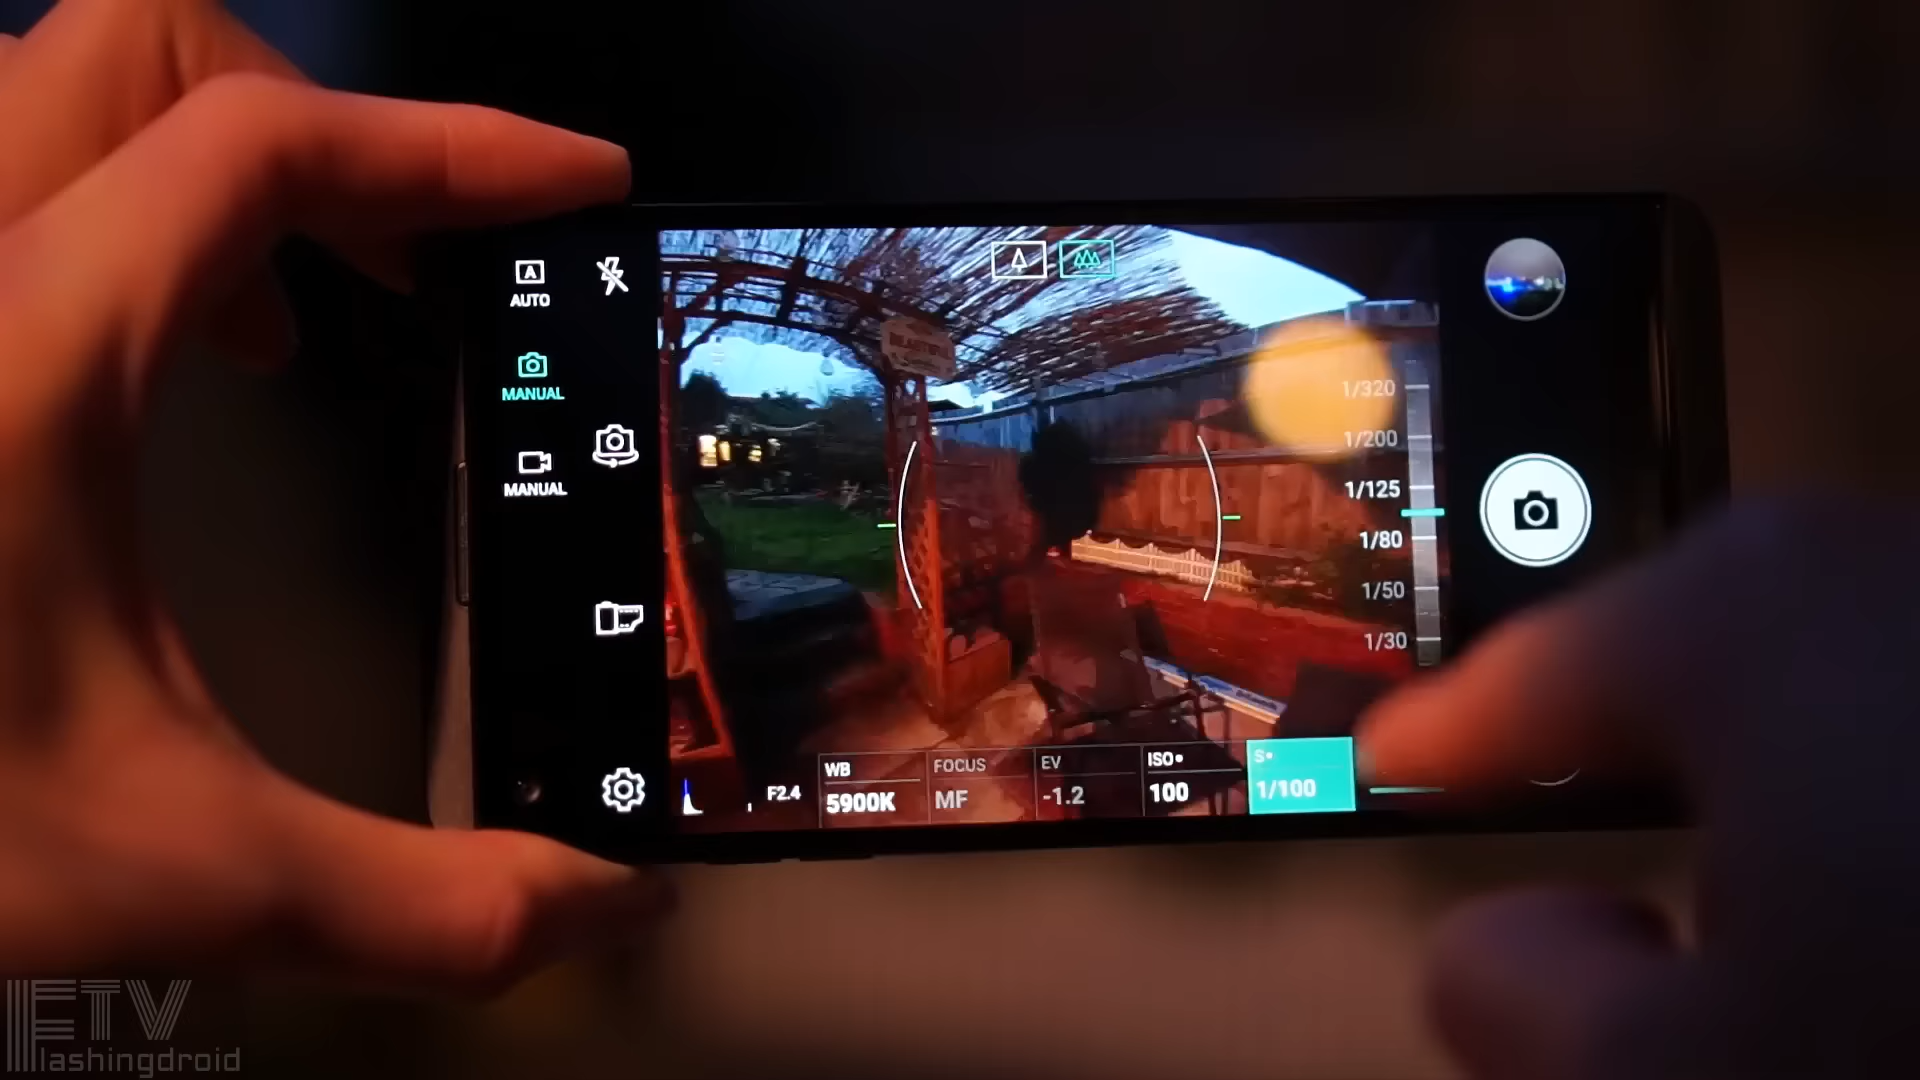 AUTO
MANUAL
MANUAL
1/320
1/200
1/125
1/80
1/50
1/30
F2.4
WB
5900K
FOCUS
MF
EV
-1.2
ISO•
100
S•
1/100
FTV
Flashingdroid